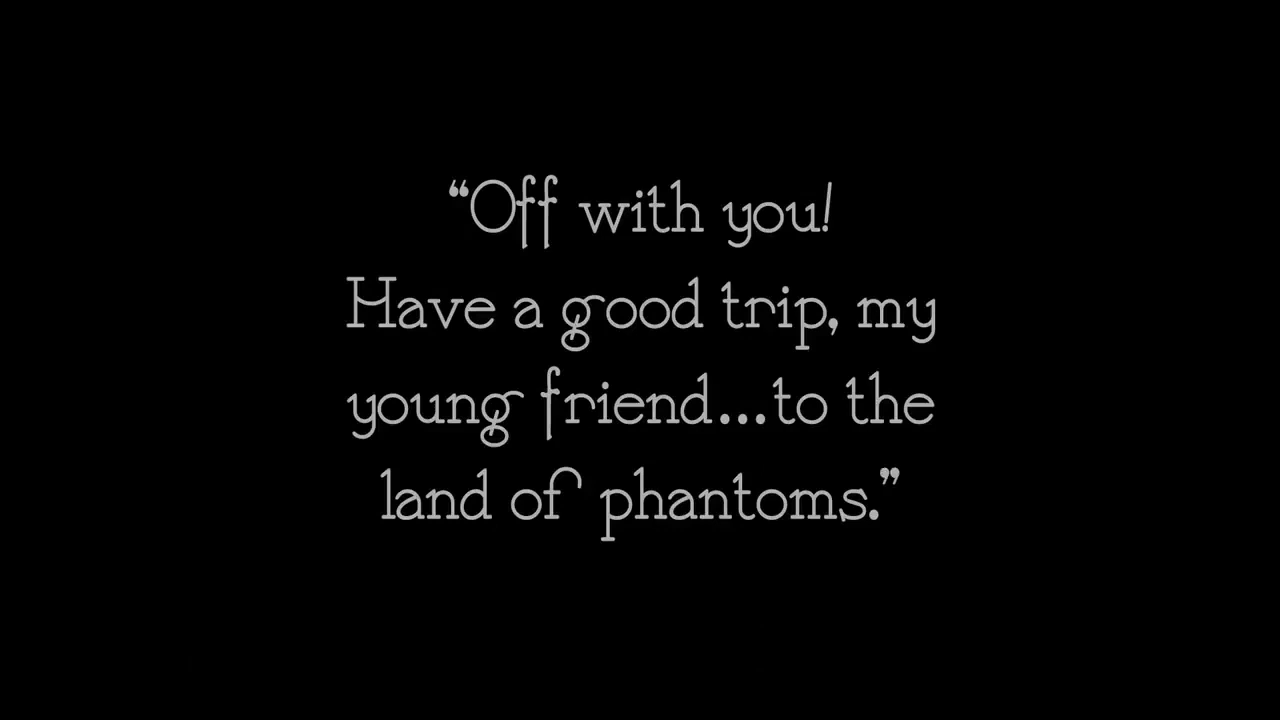 “Off with you!
Have a good trip, my
young friend...to the
land of phantoms.”